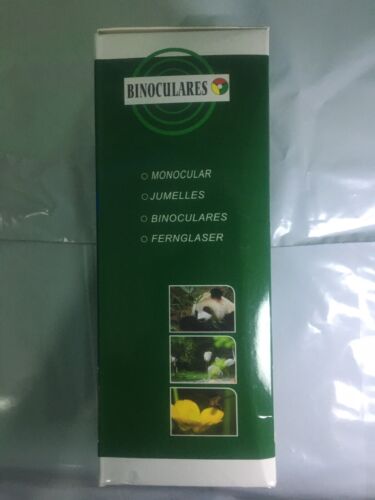 BINOCULARES
MONOCULAR
JUMELLES
BINOCULARES
FERNGLASER